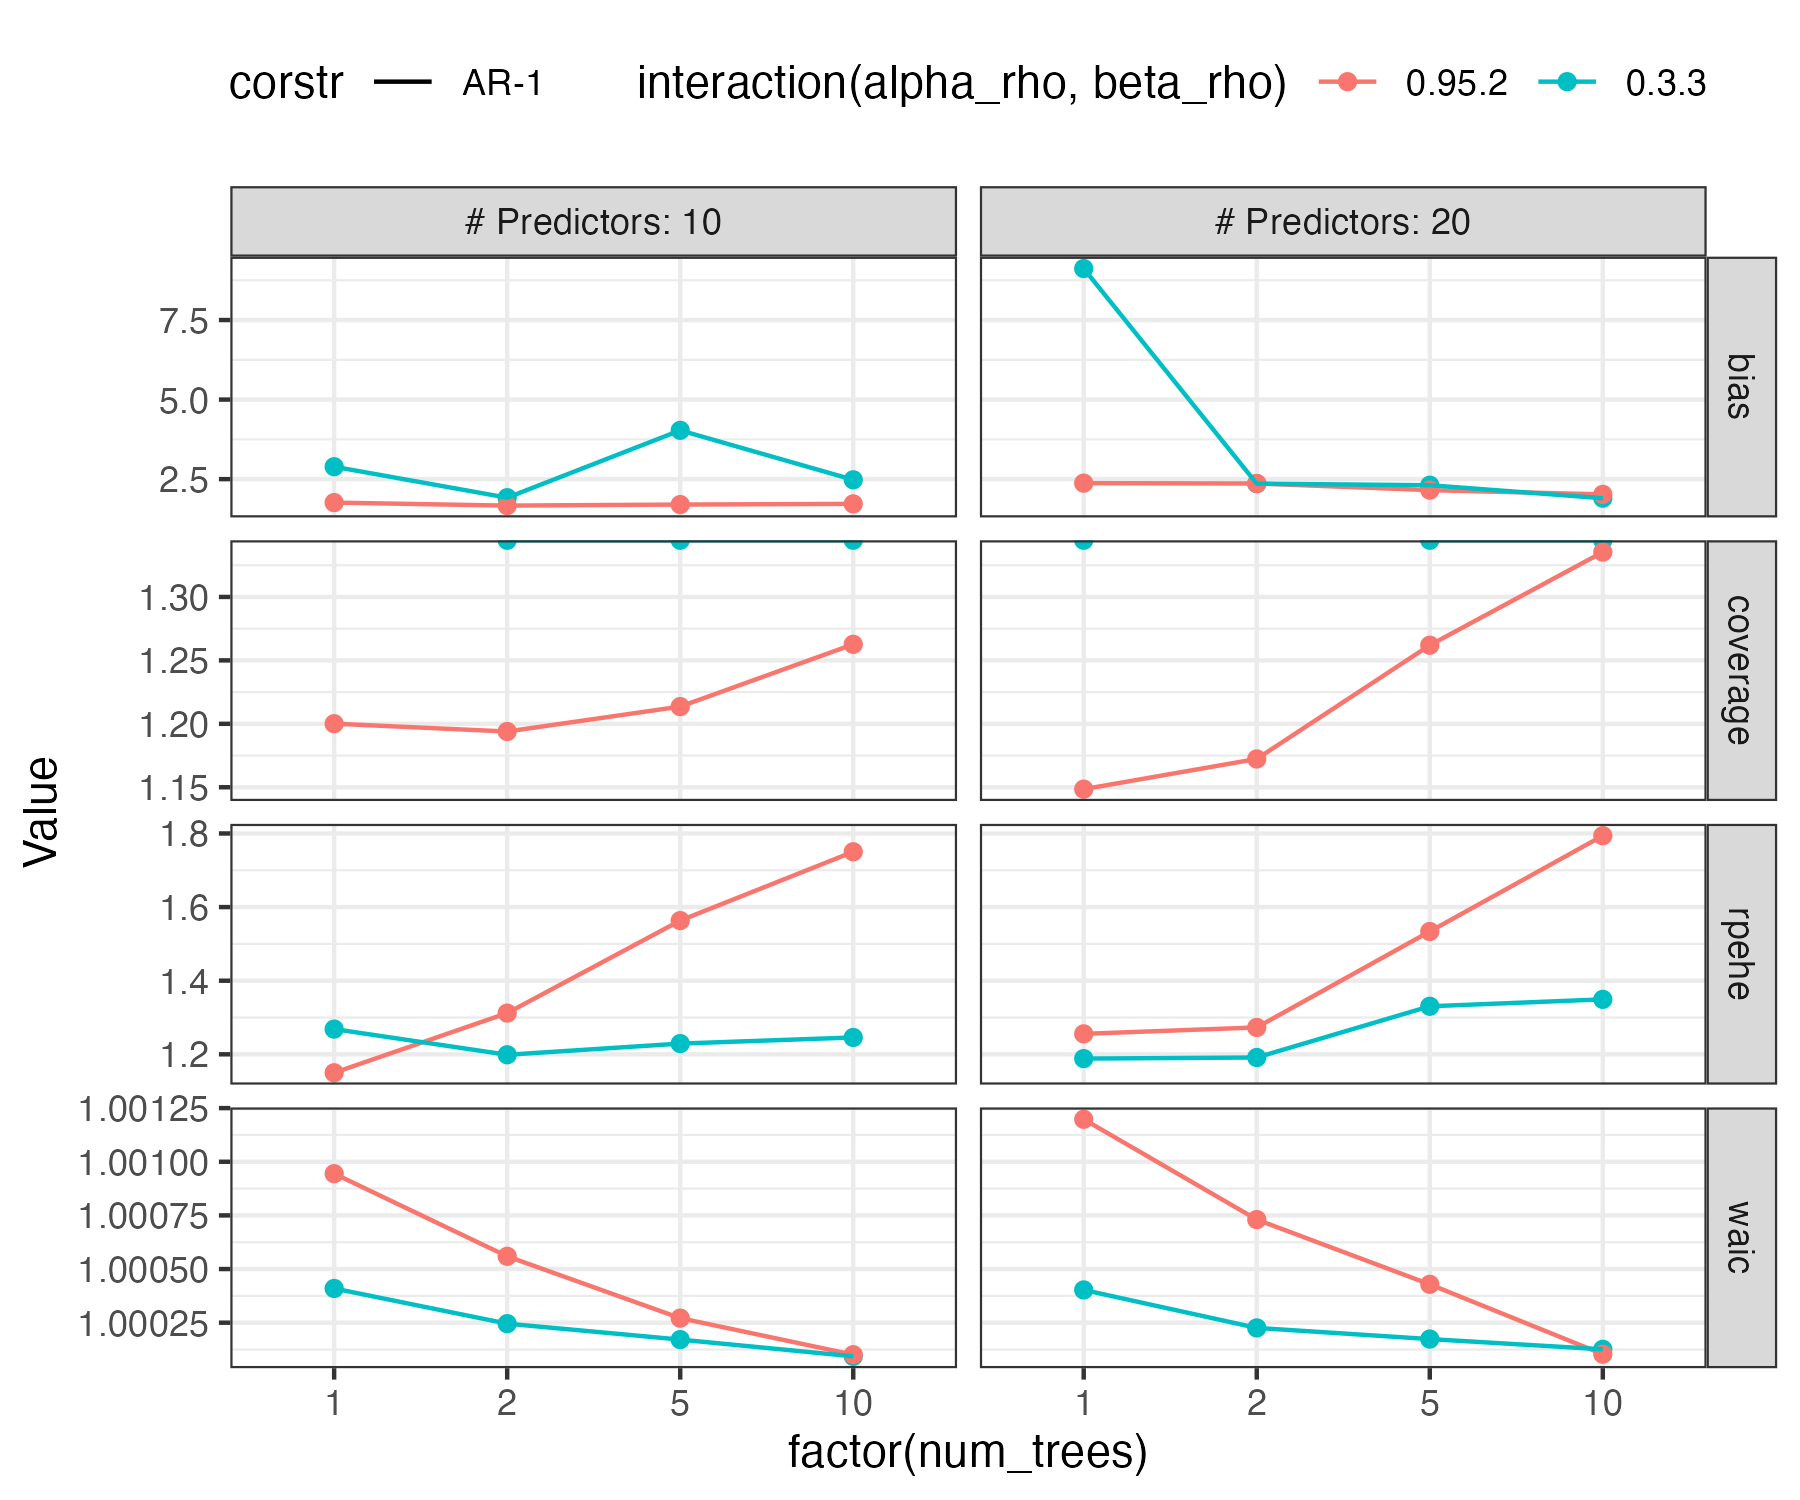 corstr AR-1 interaction(alpha_rho, beta_rho) 0.95.2 0.3.3
# Predictors: 10 # Predictors: 20
7.5
5.0
2.5
bias
1.30
1.25
1.20
1.15
coverage
1.8
1.6
1.4
1.2
rpehe
1.00125
1.00100
1.00075
1.00050
1.00025
waic
Value
1 2 5 10 1 2 5 10
factor(num_trees)